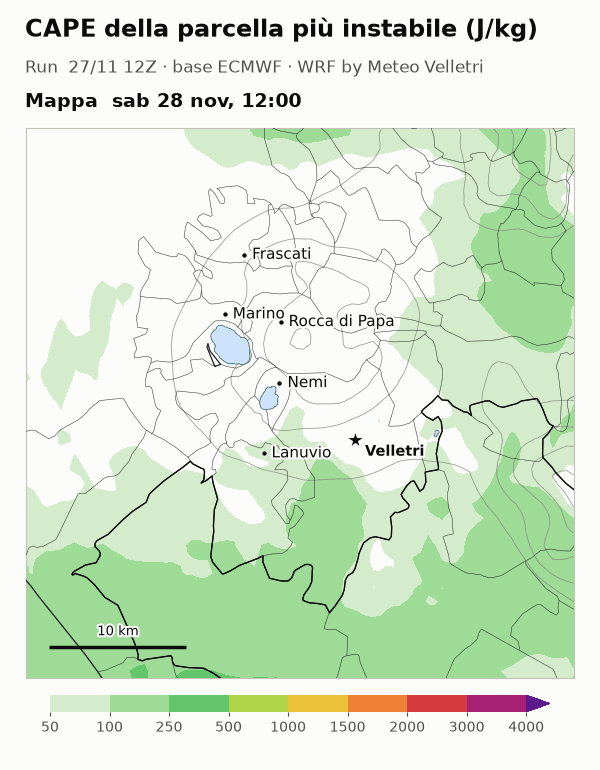 CAPE della parcella più instabile (J/kg)
Run  27/11 12Z · base ECMWF · WRF by Meteo Velletri
Mappa  sab 28 nov, 12:00
Frascati
Marino
Rocca di Papa
Nemi
Velletri
Lanuvio
10 km
50 100 250 500 1000 1500 2000 3000 4000